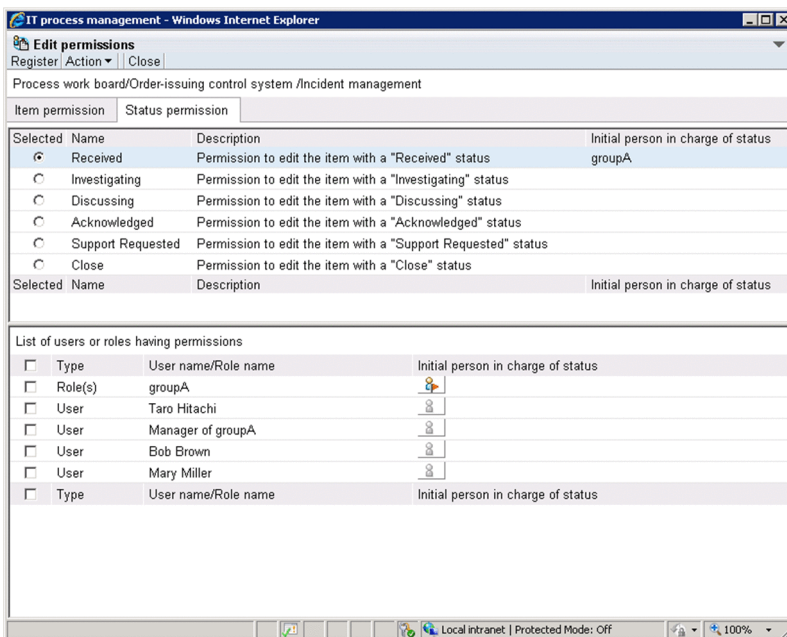 IT process management - Windows Internet Explorer
Edit permissions
Register Action Close
Process work board/Order-issuing control system /Incident management
Item permission Status permission
Selected Name Description Initial person in charge of status
Received Permission to edit the item with a "Received" status groupA
Investigating Permission to edit the item with a "Investigating" status
Discussing Permission to edit the item with a "Discussing" status
Acknowledged Permission to edit the item with a "Acknowledged" status
Support Requested Permission to edit the item with a "Support Requested" status
Close Permission to edit the item with a "Close" status
Selected Name Description Initial person in charge of status
List of users or roles having permissions
Type User name/Role name Initial person in charge of status
Role(s) groupA
User Taro Hitachi
User Manager of groupA
User Bob Brown
User Mary Miller
Type User name/Role name Initial person in charge of status
Local intranet | Protected Mode: Off 100%